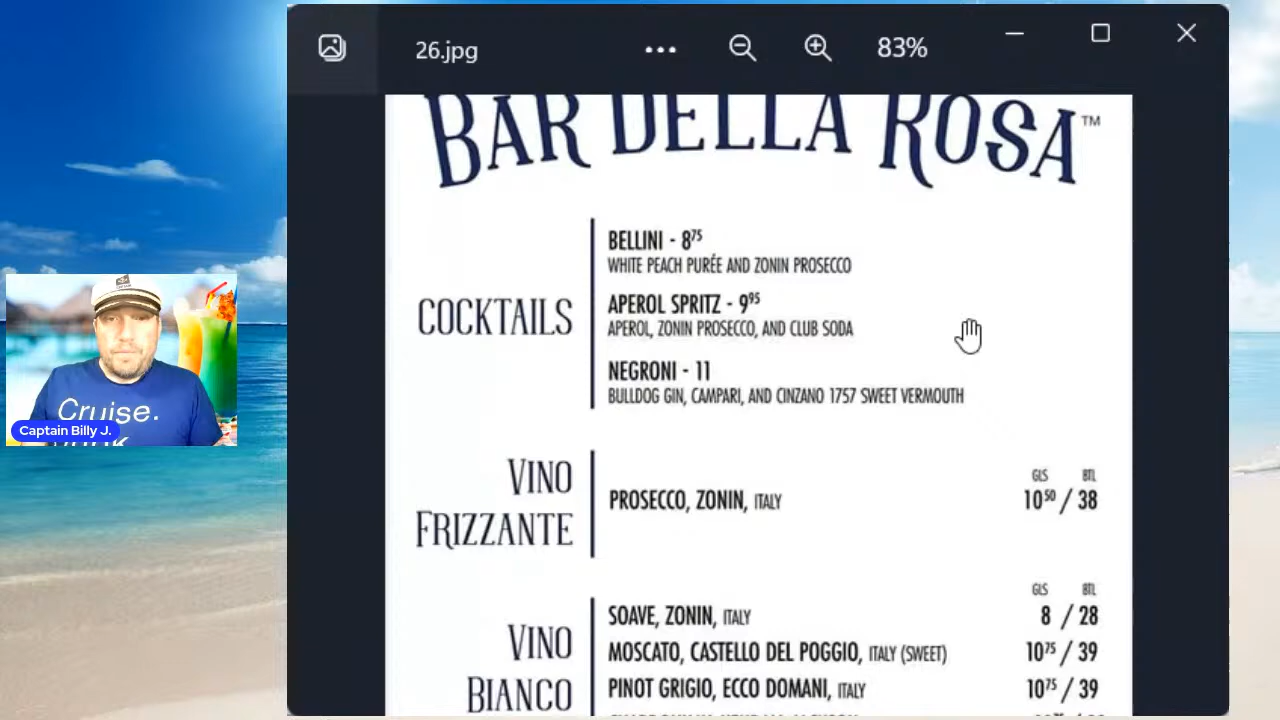 26.jpg
83%
BAR DELLA ROSA™
COCKTAILS
BELLINI - 8⁷⁵
WHITE PEACH PURÉE AND ZONIN PROSECCO
APEROL SPRITZ - 9⁹⁵
APEROL, ZONIN PROSECCO, AND CLUB SODA
NEGRONI - 11
BULLDOG GIN, CAMPARI, AND CINZANO 1757 SWEET VERMOUTH
VINO
FRIZZANTE
GLS BTL
PROSECCO, ZONIN, ITALY 10⁵⁰ / 38
VINO
BIANCO
GLS BTL
SOAVE, ZONIN, ITALY 8 / 28
MOSCATO, CASTELLO DEL POGGIO, ITALY (SWEET) 10⁷⁵ / 39
PINOT GRIGIO, ECCO DOMANI, ITALY 10⁷⁵ / 39
Cruise.
Captain Billy J.